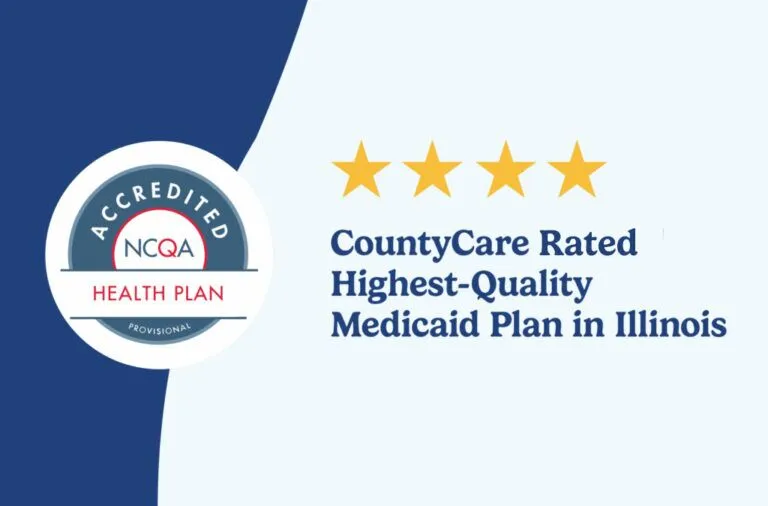 ACCREDITED
NCQA
HEALTH PLAN
PROVISIONAL
CountyCare Rated
Highest-Quality
Medicaid Plan in Illinois